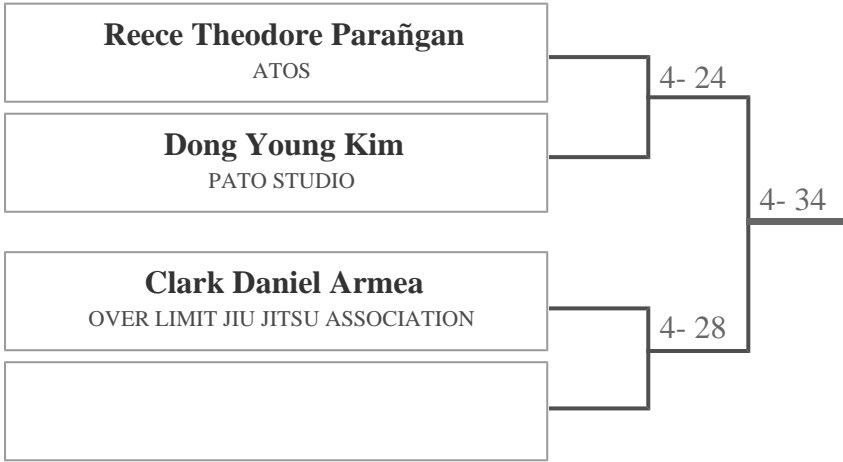 Reece Theodore Parañgan
ATOS
4- 24
Dong Young Kim
PATO STUDIO
4- 34
Clark Daniel Armea
OVER LIMIT JIU JITSU ASSOCIATION
4- 28